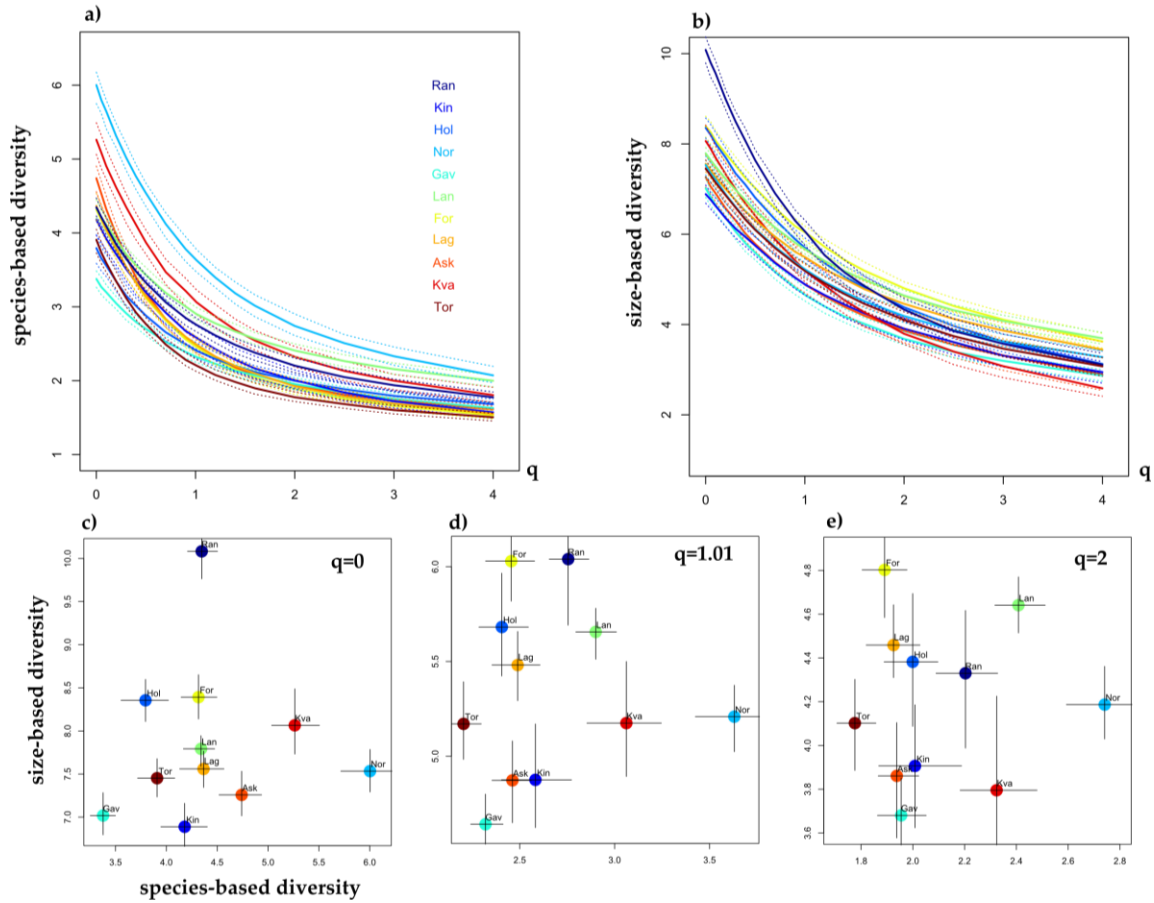 a)
species-based diversity
6
5
4
3
2
1
0 1 2 3 4
q
Ran
Kin
Hol
Nor
Gav
Lan
For
Lag
Ask
Kva
Tor
b)
size-based diversity
10
8
6
4
2
0 1 2 3 4
q
c)
q=0
size-based diversity
10.0
9.5
9.0
8.5
8.0
7.5
7.0
Ran
Hol
For
Kva
Lan
Lag
Tor
Nor
Ask
Gav
Kin
3.5 4.0 4.5 5.0 5.5 6.0
species-based diversity
d)
q=1.01
6.0
5.5
5.0
For
Ran
Hol
Lan
Lag
Tor
Kva
Nor
Ask
Kin
Gav
2.5 3.0 3.5
e)
q=2
4.8
4.6
4.4
4.2
4.0
3.8
3.6
For
Lan
Lag
Hol
Ran
Nor
Tor
Kin
Ask
Kva
Gav
1.8 2.0 2.2 2.4 2.6 2.8